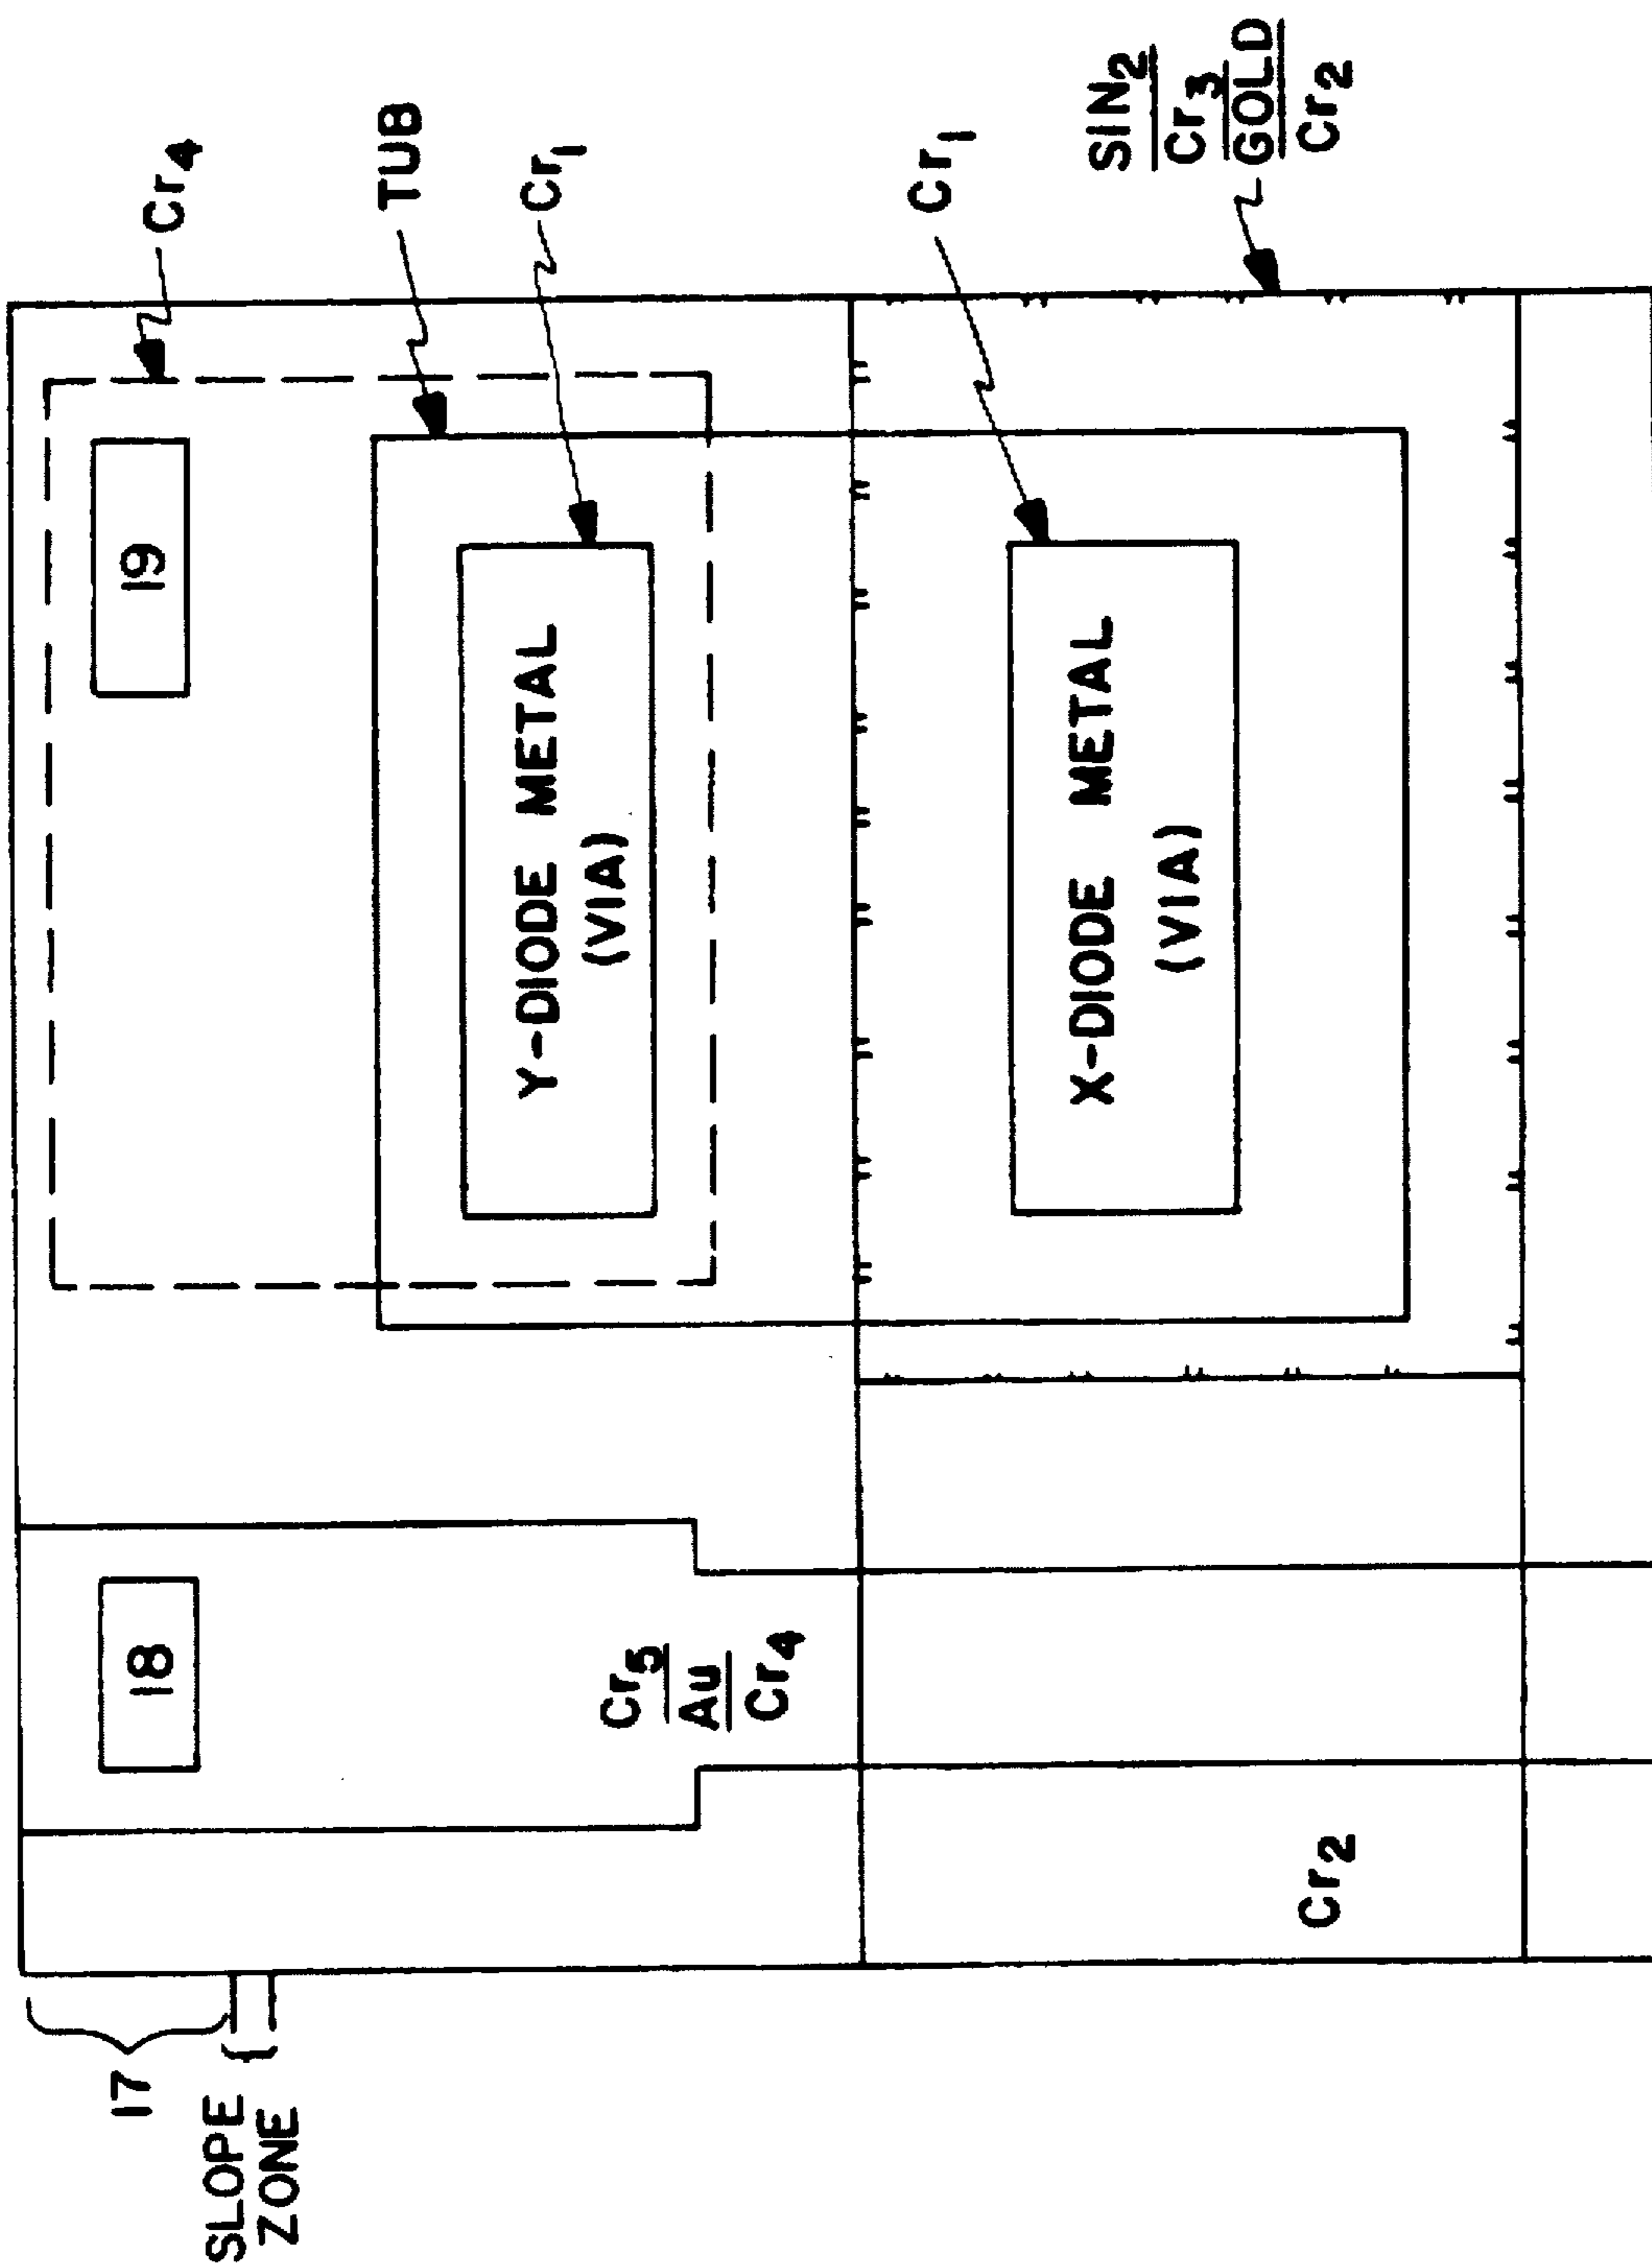 17
18
19
Cr₄
SLOPE
ZONE
TUB
Cr₁
Y-DIODE METAL
(VIA)
Cr₅
Au
Cr₄
Cr₁
X-DIODE METAL
(VIA)
SIN₂
Cr₃
GOLD
Cr₂
Cr₂